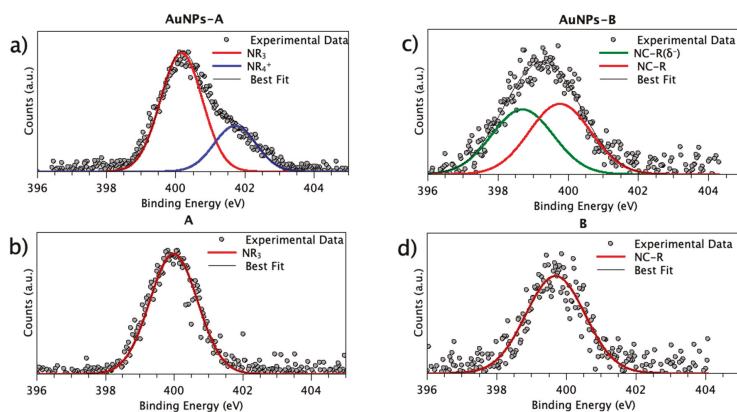 AuNPs-A
a)
Experimental Data
NR₃
NR₄⁺
Best Fit
Counts (a.u.)
396 398 400 402 404
Binding Energy (eV)
AuNPs-B
c)
Experimental Data
NC-R(δ⁻)
NC-R
Best Fit
Counts (a.u.)
396 398 400 402 404
Binding Energy (eV)
A
b)
Experimental Data
NR₃
Best Fit
Counts (a.u.)
396 398 400 402 404
Binding Energy (eV)
B
d)
Experimental Data
NC-R
Best Fit
Counts (a.u.)
396 398 400 402 404
Binding Energy (eV)